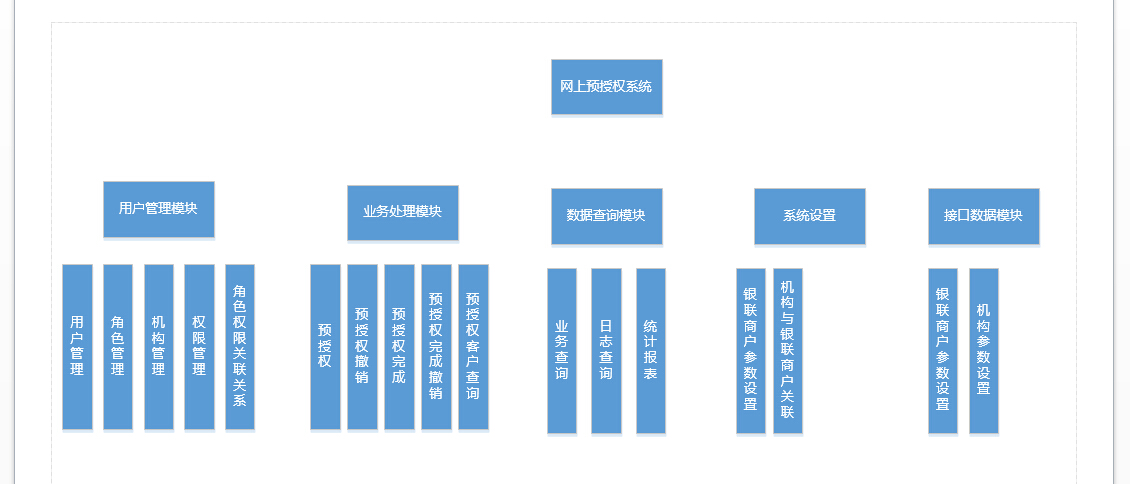 网上预授权系统
用户管理模块
业务处理模块
数据查询模块
系统设置
接口数据模块
用户管理
角色管理
机构管理
权限管理
角色权限关联关系
预授权
预授权撤销
预授权完成
预授权完成撤销
预授权客户查询
业务查询
日志查询
统计报表
银联商户参数设置
机构与银联商户关联
银联商户参数设置
机构参数设置